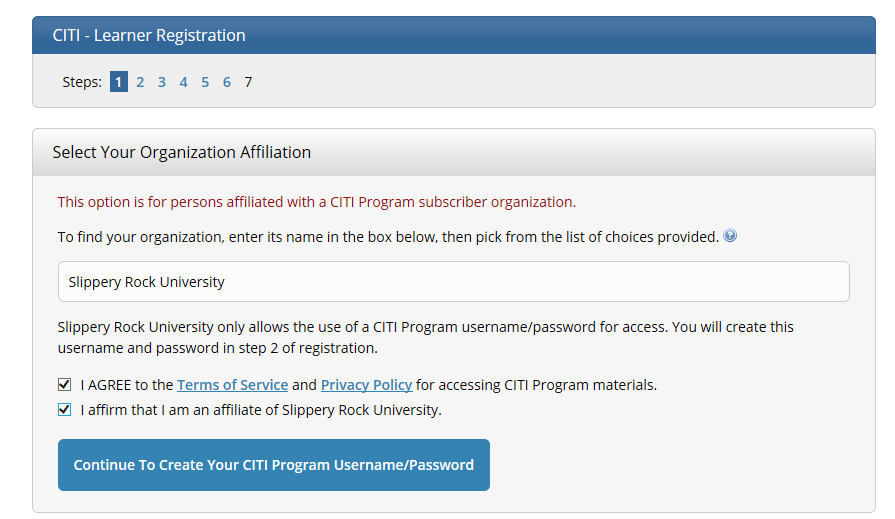 CITI - Learner Registration
Steps: 1 2 3 4 5 6 7
Select Your Organization Affiliation
This option is for persons affiliated with a CITI Program subscriber organization.
To find your organization, enter its name in the box below, then pick from the list of choices provided. ?
Slippery Rock University
Slippery Rock University only allows the use of a CITI Program username/password for access. You will create this
username and password in step 2 of registration.
I AGREE to the Terms of Service and Privacy Policy for accessing CITI Program materials.
I affirm that I am an affiliate of Slippery Rock University.
Continue To Create Your CITI Program Username/Password